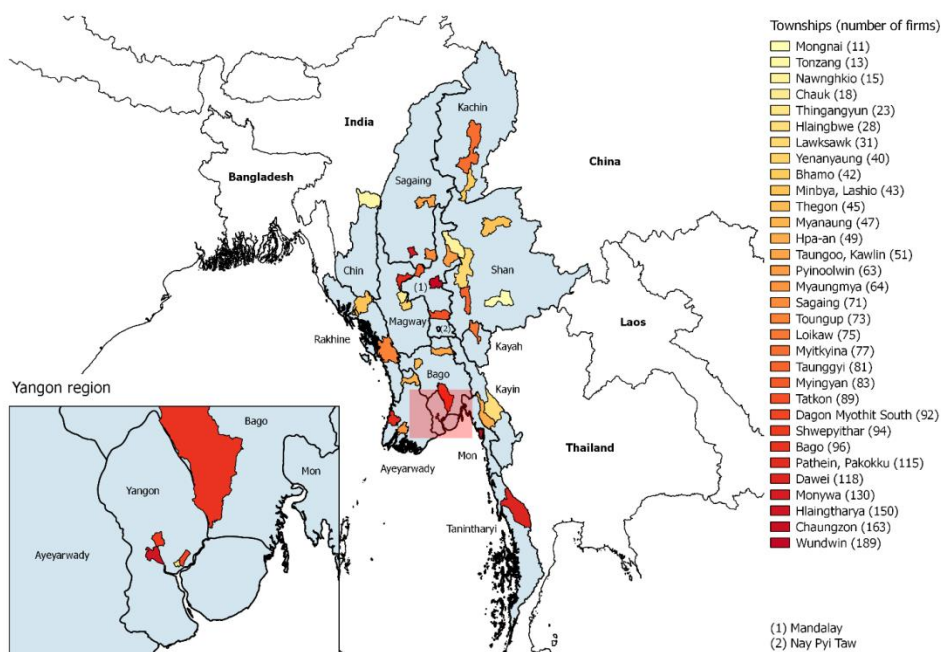 Townships (number of firms)
Mongnai (11)
Tonzang (13)
Nawnghkio (15)
Chauk (18)
Thingangyun (23)
Hlaingbwe (28)
Lawksawk (31)
Yenanyaung (40)
Bhamo (42)
Minbya, Lashio (43)
Thegon (45)
Myanaung (47)
Hpa-an (49)
Taungoo, Kawlin (51)
Pyinoolwin (63)
Myaungmya (64)
Sagaing (71)
Toungup (73)
Loikaw (75)
Myitkyina (77)
Taunggyi (81)
Myingyan (83)
Tatkon (89)
Dagon Myothit South (92)
Shwepyithar (94)
Bago (96)
Pathein, Pakokku (115)
Dawei (118)
Monywa (130)
Hlaingtharya (150)
Chaungzon (163)
Wundwin (189)
(1) Mandalay
(2) Nay Pyi Taw
Kachin
India
China
Bangladesh
Sagaing
Chin
Shan
(1)
Magway
(2)
Laos
Rakhine
Kayah
Bago
Kayin
Thailand
Ayeyarwady
Mon
Tanintharyi
Yangon region
Bago
Mon
Yangon
Ayeyarwady